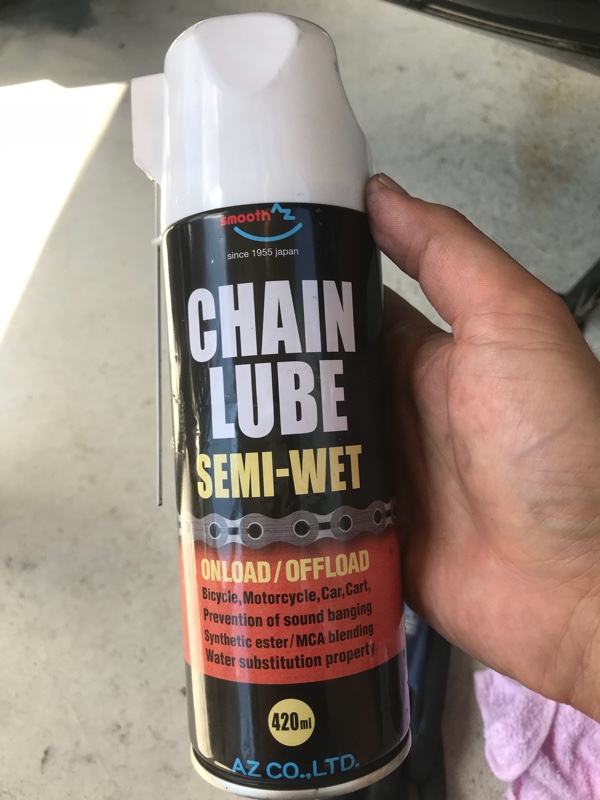 smooth AZ
since 1955 japan
CHAIN
LUBE
SEMI-WET
ONLOAD/OFFLOAD
Bicycle,Motorcycle,Car,Cart,
Prevention of sound banging
Synthetic ester/MCA blending
Water substitution property
420ml
AZ CO.,LTD.